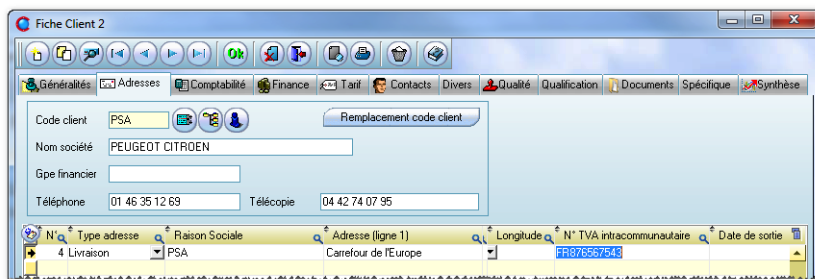 Fiche Client 2
Ok
Généralités Adresses Comptabilité Finance Tarif Contacts Divers Qualité Qualification Documents Spécifique Synthèse
Code client PSA Remplacement code client
Nom société PEUGEOT CITROEN
Gpe financier
Téléphone 01 46 35 12 69 Télécopie 04 42 74 07 95
N° Type adresse Raison Sociale Adresse (ligne 1) Longitude N° TVA intracommunautaire Date de sortie
4 Livraison PSA Carrefour de l'Europe FR876567543